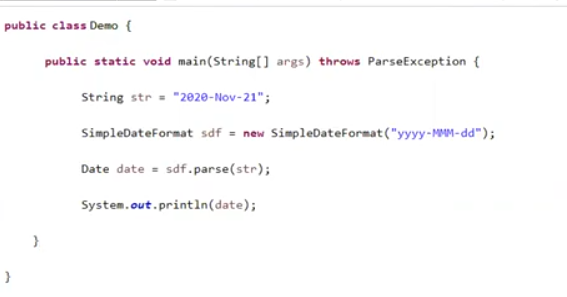 public class Demo {
public static void main(String[] args) throws ParseException {
String str = "2020-Nov-21";
SimpleDateFormat sdf = new SimpleDateFormat("yyyy-MMM-dd");
Date date = sdf.parse(str);
System.out.println(date);
}
}